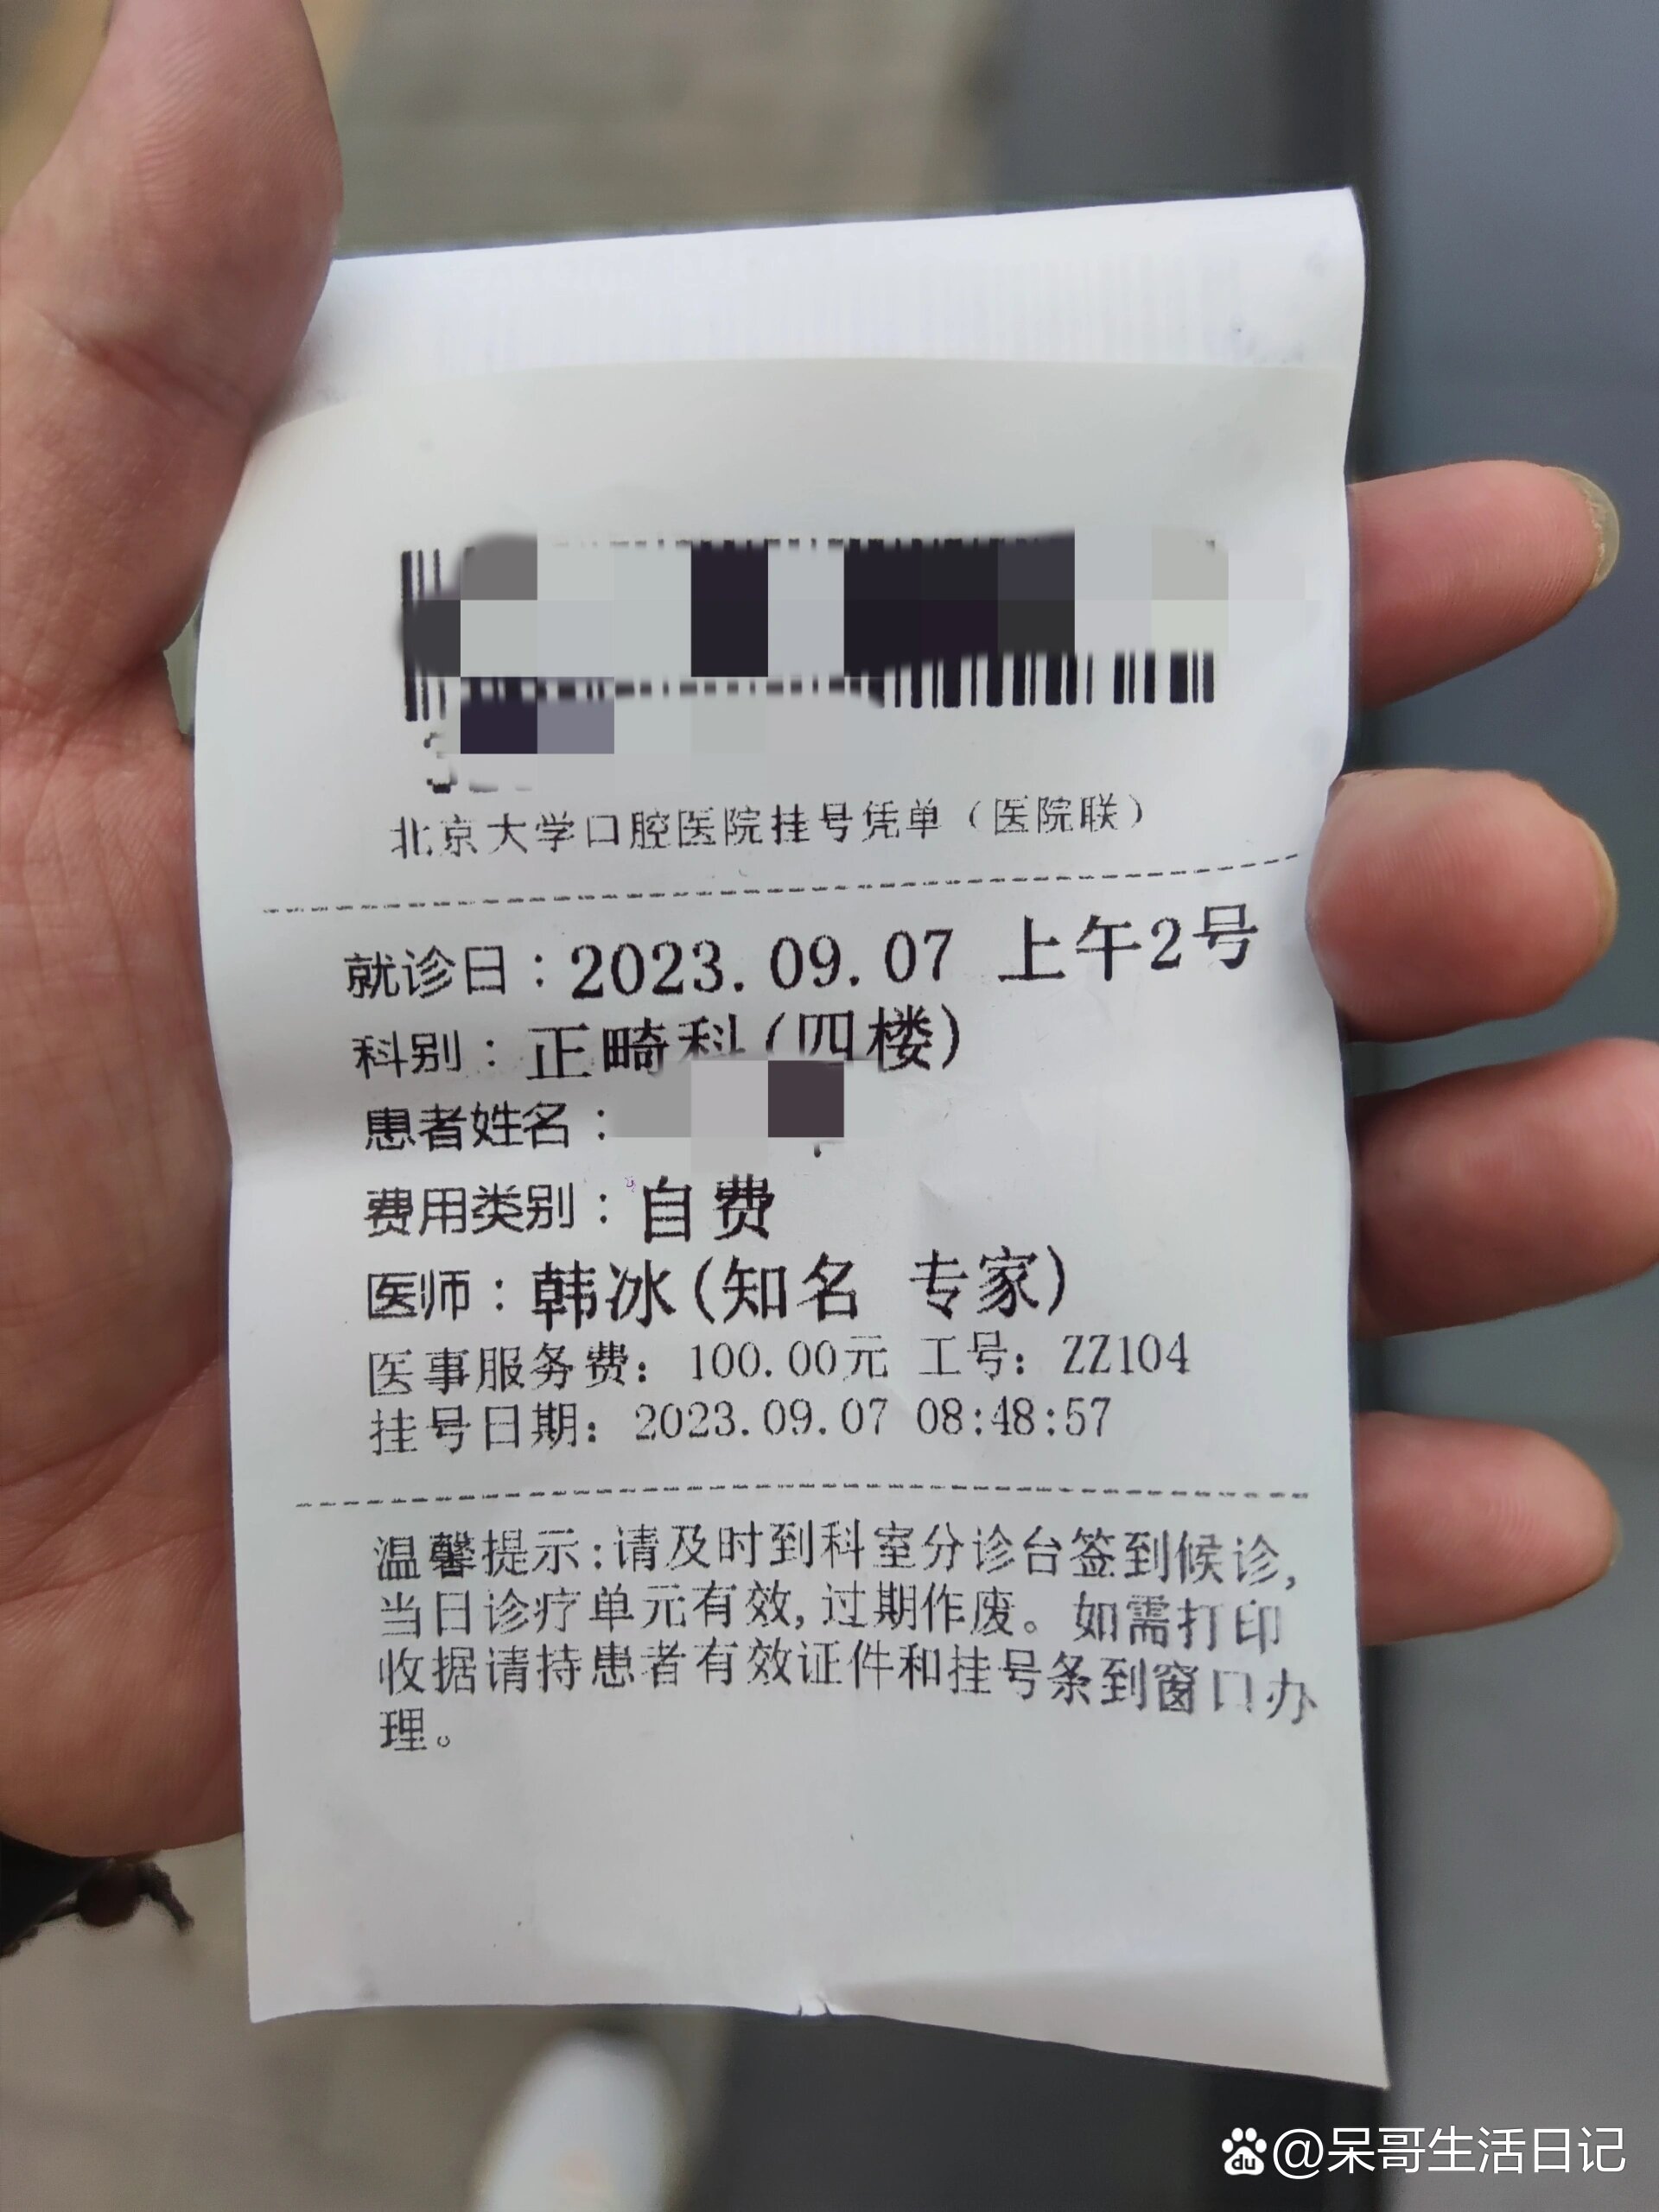 北京大学口腔医院挂号凭单（医院联）
就诊日：2023.09.07 上午2号
科别：正畸科(四楼)
患者姓名：
费用类别：自费
医师：韩冰(知名 专家)
医事服务费：100.00元 工号：ZZ104
挂号日期：2023.09.07 08:48:57
温馨提示:请及时到科室分诊台签到候诊,
当日诊疗单元有效,过期作废。如需打印
收据请持患者有效证件和挂号条到窗口办
理。
du @呆哥生活日记